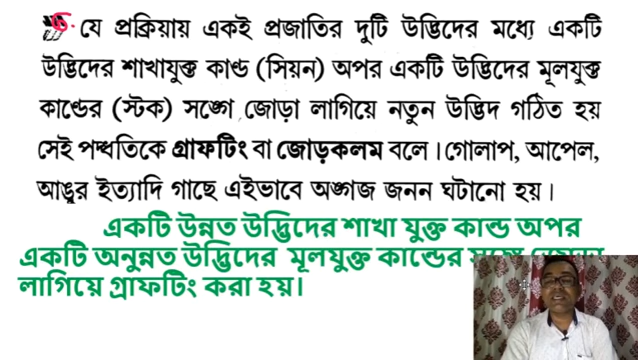 ৫. যে প্রক্রিয়ায় একই প্রজাতির দুটি উদ্ভিদের মধ্যে একটি
উদ্ভিদের শাখাযুক্ত কাণ্ড (সিয়ন) অপর একটি উদ্ভিদের মূলযুক্ত
কাণ্ডের (স্টক) সঙ্গে জোড়া লাগিয়ে নতুন উদ্ভিদ গঠিত হয়
সেই পদ্ধতিকে গ্রাফটিং বা জোড়কলম বলে। গোলাপ, আপেল,
আঙুর ইত্যাদি গাছে এইভাবে অঙ্গজ জনন ঘটানো হয়।
একটি উন্নত উদ্ভিদের শাখা যুক্ত কান্ড অপর
একটি অনুন্নত উদ্ভিদের মূলযুক্ত কান্ডের
লাগিয়ে গ্রাফটিং করা হয়।